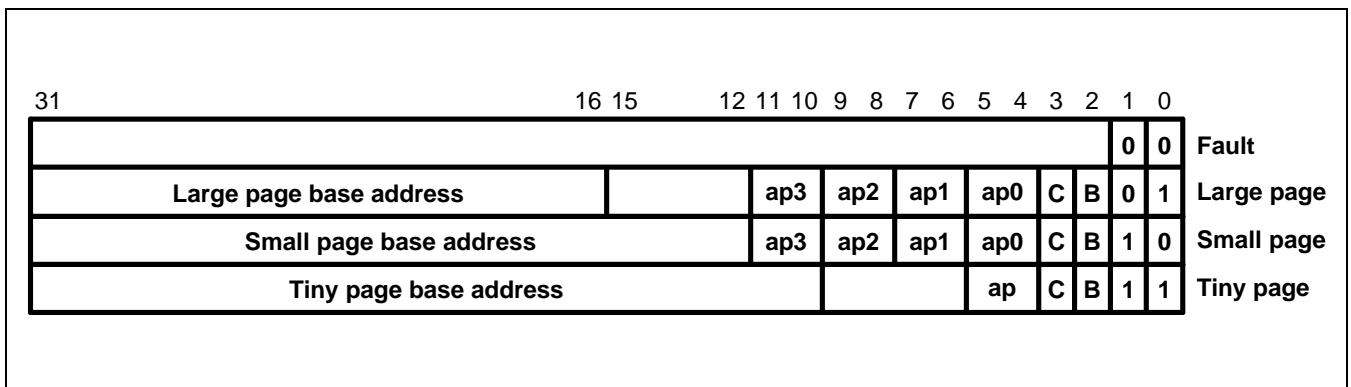 31 16 15 12 11 10 9 8 7 6 5 4 3 2 1 0
0 0 Fault
Large page base address ap3 ap2 ap1 ap0 C B 0 1 Large page
Small page base address ap3 ap2 ap1 ap0 C B 1 0 Small page
Tiny page base address ap C B 1 1 Tiny page